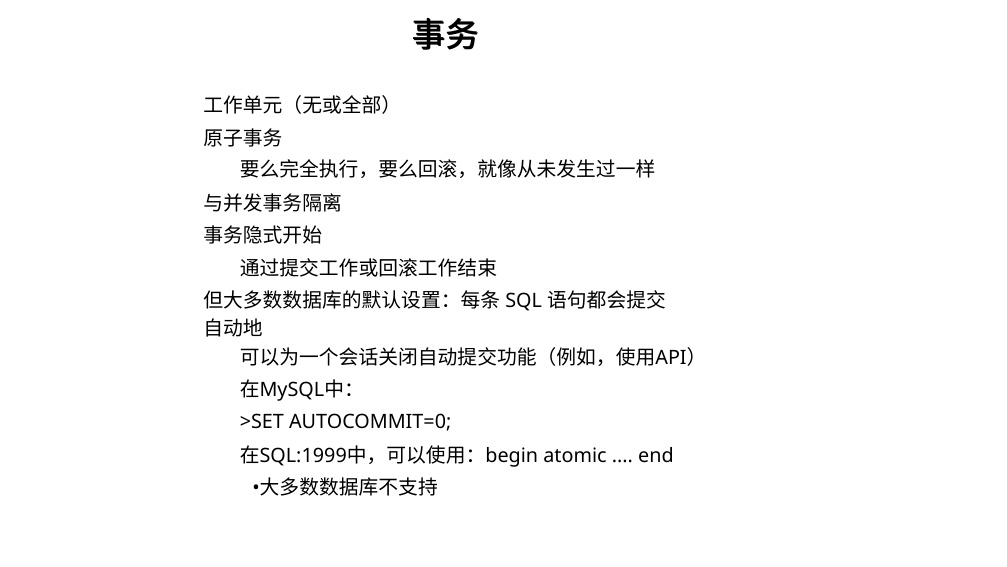 事务
工作单元（无或全部）
原子事务
要么完全执行，要么回滚，就像从未发生过一样
与并发事务隔离
事务隐式开始
通过提交工作或回滚工作结束
但大多数数据库的默认设置：每条 SQL 语句都会提交
自动地
可以为一个会话关闭自动提交功能（例如，使用API）
在MySQL中：
>SET AUTOCOMMIT=0;
在SQL:1999中，可以使用：begin atomic .... end
•大多数数据库不支持